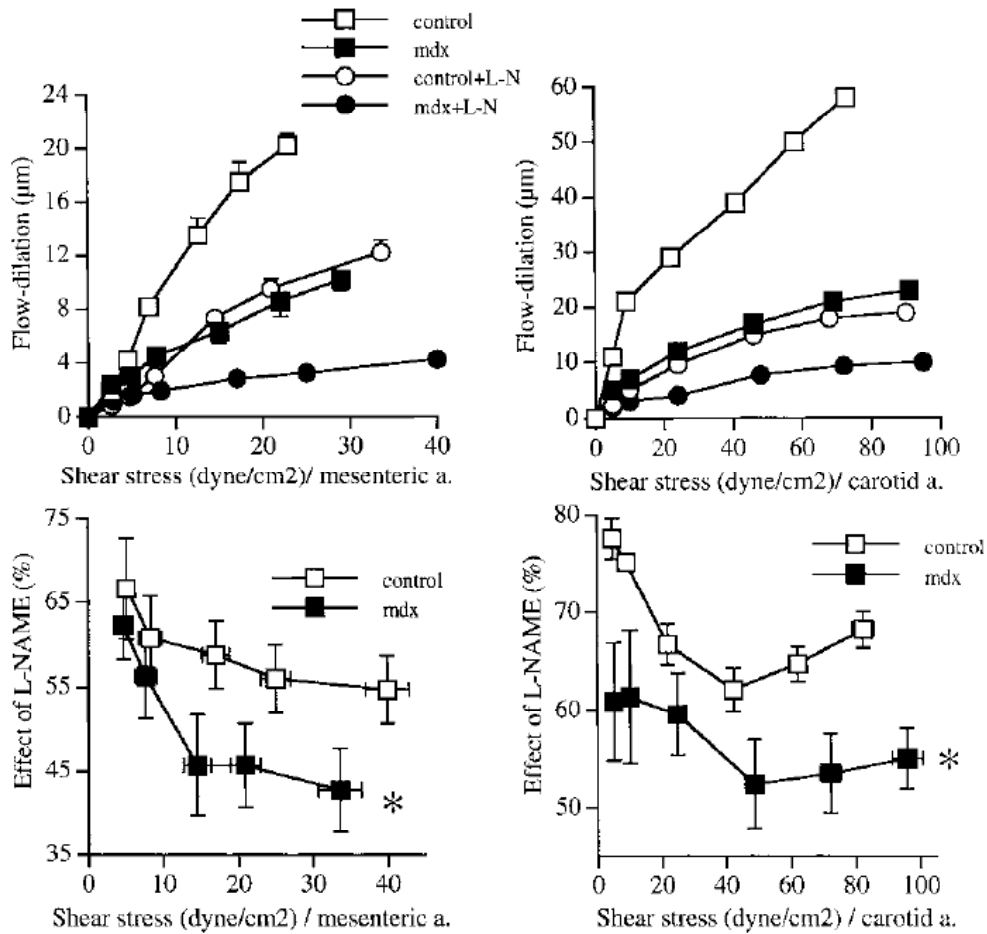 control
mdx
control+L-N
mdx+L-N
24
20
16
12
8
4
0
Flow-dilation (μm)
0 10 20 30 40
Shear stress (dyne/cm2)/ mesenteric a.
60
50
40
30
20
10
0
Flow-dilation (μm)
0 20 40 60 80 100
Shear stress (dyne/cm2)/ carotid a.
75
65
55
45
35
Effect of L-NAME (%)
control
mdx
*
0 10 20 30 40
Shear stress (dyne/cm2) / mesenteric a.
80
70
60
50
Effect of L-NAME (%)
control
mdx
*
0 20 40 60 80 100
Shear stress (dyne/cm2) / carotid a.